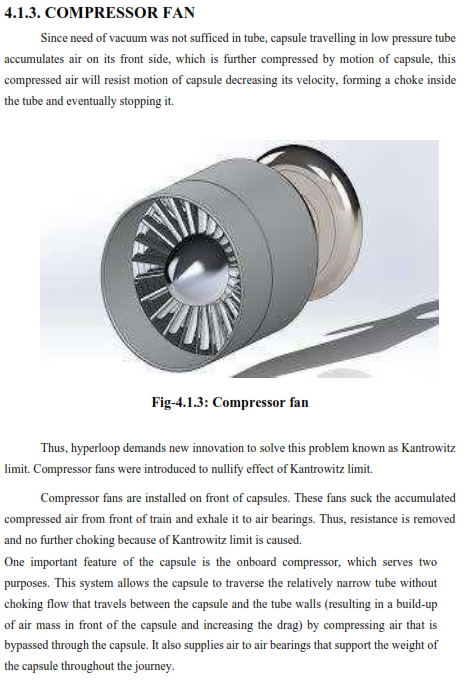 4.1.3. COMPRESSOR FAN
Since need of vacuum was not sufficed in tube, capsule travelling in low pressure tube
accumulates air on its front side, which is further compressed by motion of capsule, this
compressed air will resist motion of capsule decreasing its velocity, forming a choke inside
the tube and eventually stopping it.
Fig-4.1.3: Compressor fan
Thus, hyperloop demands new innovation to solve this problem known as Kantrowitz
limit. Compressor fans were introduced to nullify effect of Kantrowitz limit.
Compressor fans are installed on front of capsules. These fans suck the accumulated
compressed air from front of train and exhale it to air bearings. Thus, resistance is removed
and no further choking because of Kantrowitz limit is caused.
One important feature of the capsule is the onboard compressor, which serves two
purposes. This system allows the capsule to traverse the relatively narrow tube without
choking flow that travels between the capsule and the tube walls (resulting in a build-up
of air mass in front of the capsule and increasing the drag) by compressing air that is
bypassed through the capsule. It also supplies air to air bearings that support the weight of
the capsule throughout the journey.